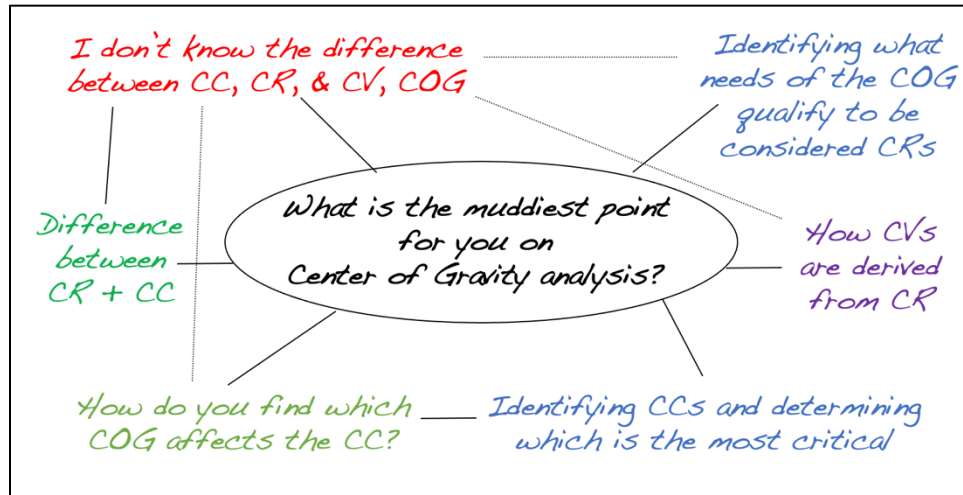 I don't know the difference
between CC, CR, & CV, COG
Identifying what
needs of the COG
qualify to be
considered CRs
What is the muddiest point
for you on
Center of Gravity analysis?
Difference
between
CR + CC
How CVs
are derived
from CR
How do you find which
COG affects the CC?
Identifying CCs and determining
which is the most critical